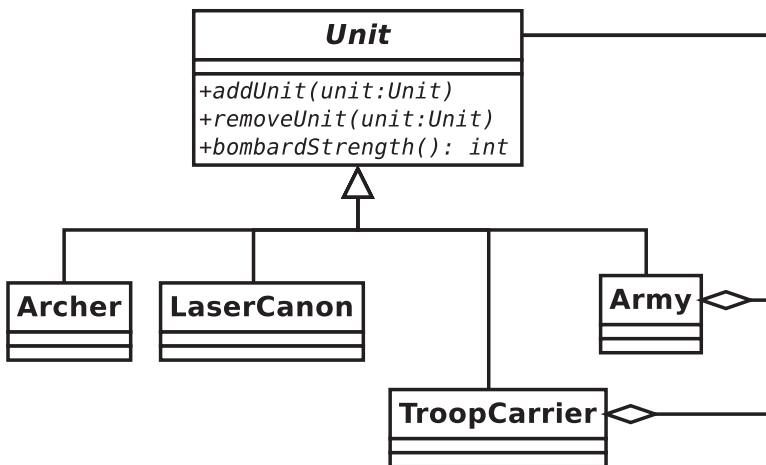 Unit
+addUnit(unit:Unit)
+removeUnit(unit:Unit)
+bombardStrength(): int
Archer
LaserCanon
Army
TroopCarrier